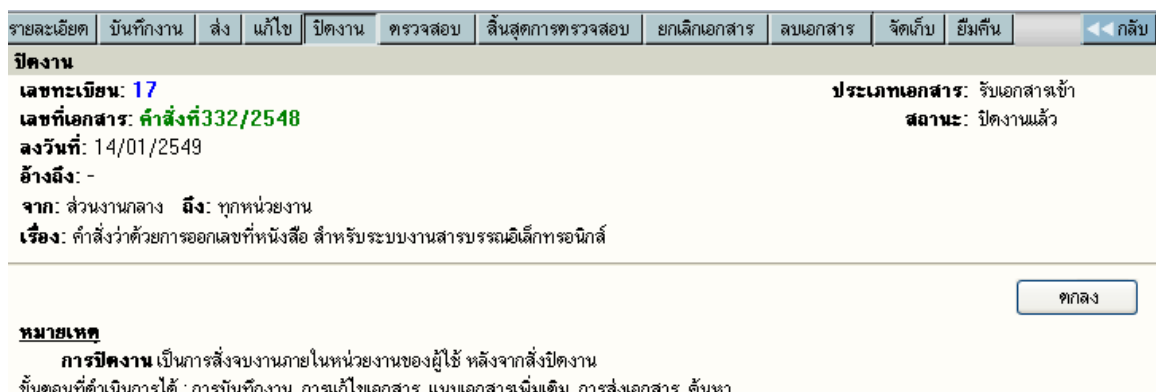 รายละเอียด บันทึกงาน ส่ง แก้ไข ปิดงาน ตรวจสอบ สิ้นสุดการตรวจสอบ ยกเลิกเอกสาร ลบเอกสาร จัดเก็บ ยืมคืน กลับ
ปิดงาน
เลขทะเบียน: 17 ประเภทเอกสาร: รับเอกสารเข้า
เลขที่เอกสาร: คำสั่งที่332/2548 สถานะ: ปิดงานแล้ว
ลงวันที่: 14/01/2549
อ้างถึง: -
จาก: ส่วนงานกลาง ถึง: ทุกหน่วยงาน
เรื่อง: คำสั่งว่าด้วยการออกเลขที่หนังสือ สำหรับระบบงานสารบรรณอิเล็กทรอนิกส์
ตกลง
หมายเหตุ
การปิดงาน เป็นการสั่งจบงานภายในหน่วยงานของผู้ใช้ หลังจากสั่งปิดงาน
ขั้นตอนที่ดำเนินการได้ : การบันทึกงาน, การแก้ไขเอกสาร, แนบเอกสารเพิ่มเติม, การส่งเอกสาร, ค้นหา